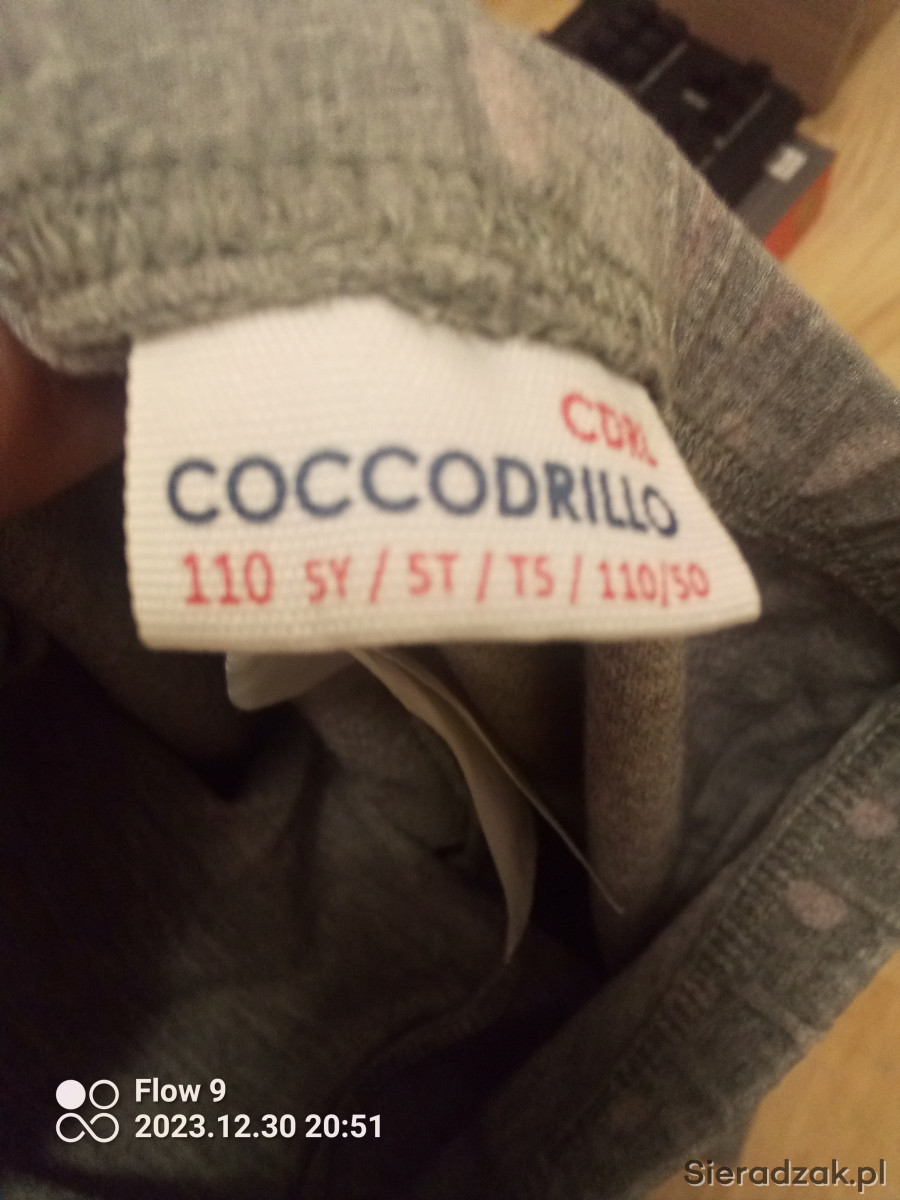 CDRL
COCCODRILLO
110 5Y / 5T / T5 / 110/50
Flow 9
2023.12.30 20:51
Sieradzak.pl